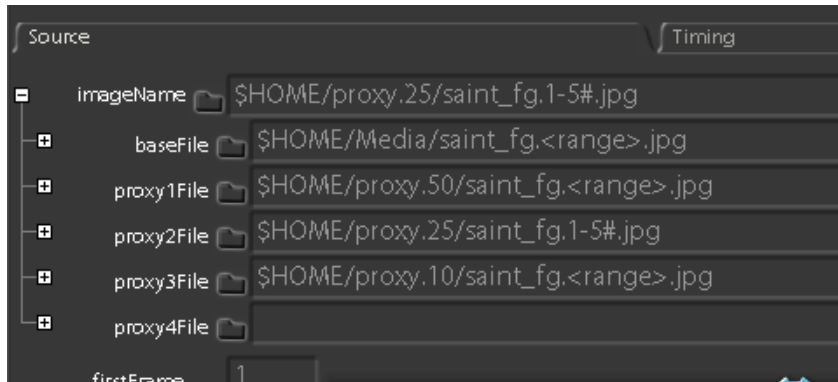 Source Timing
imageName $HOME/proxy.25/saint_fg.1-5#.jpg
baseFile $HOME/Media/saint_fg.<range>.jpg
proxy1File $HOME/proxy.50/saint_fg.<range>.jpg
proxy2File $HOME/proxy.25/saint_fg.1-5#.jpg
proxy3File $HOME/proxy.10/saint_fg.<range>.jpg
proxy4File
firstFrame 1